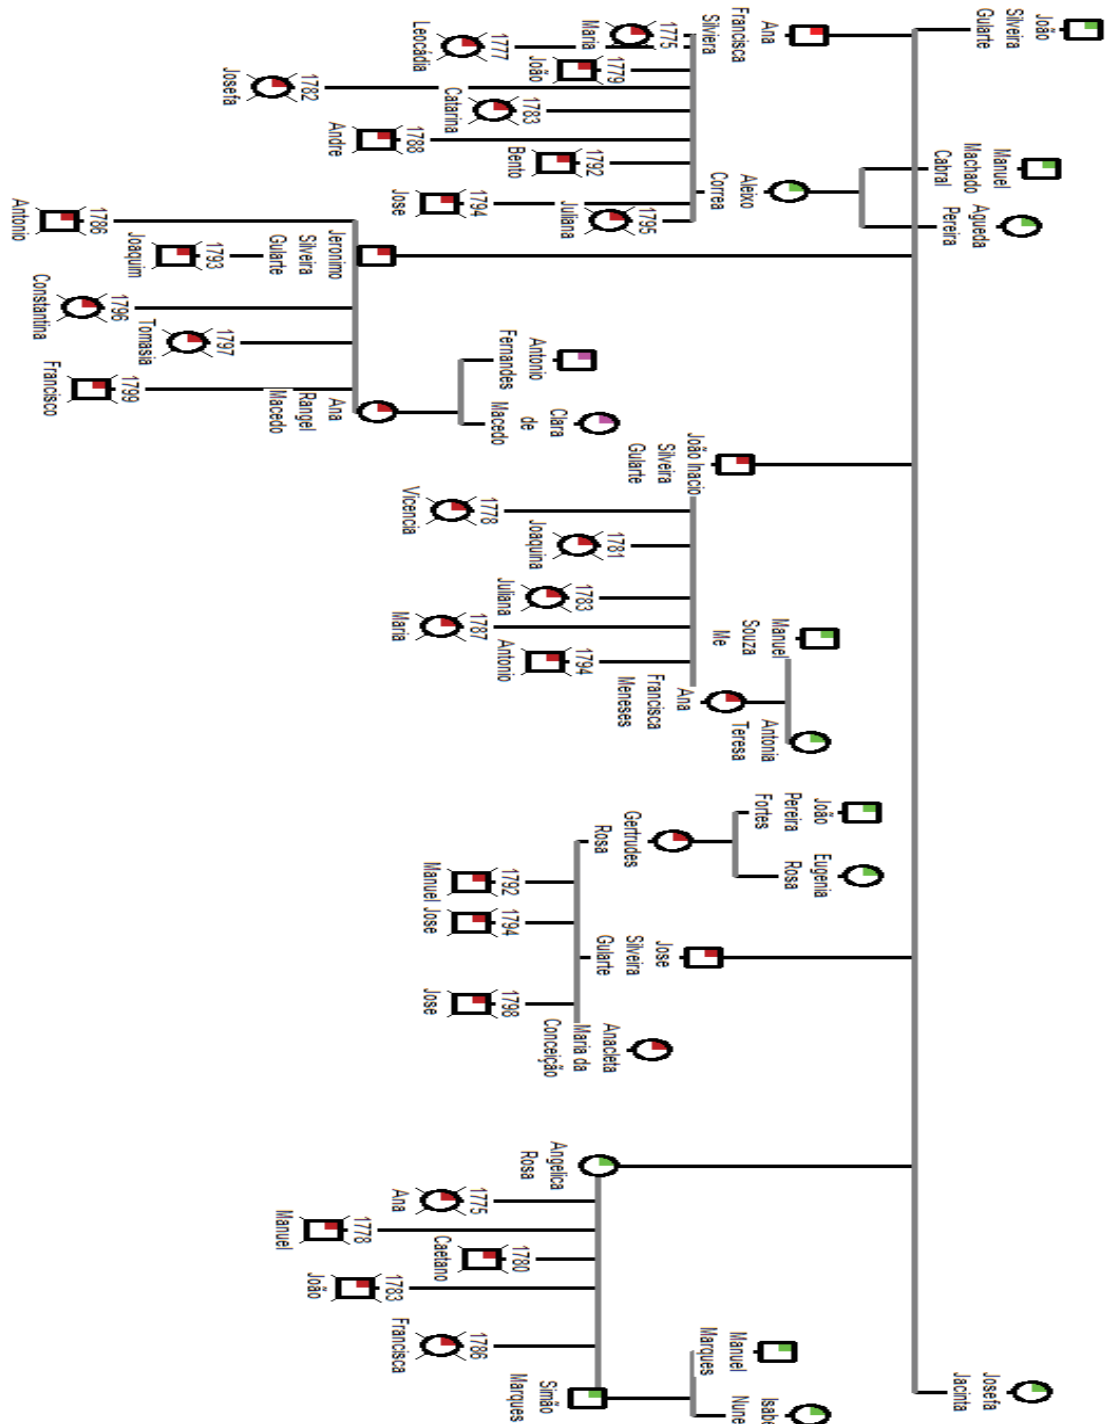 João
Silveira
Gularte
Josefa
Jacinta
Manuel
Machado
Cabral
Agueda
Pereira
Ana
Francisca
Silviera
Aleixo
Correa
1775
Maria
1777
Leocádia
1779
João
1782
Josefa
1783
Catarina
1788
Andre
1792
Bento
1794
Jose
1795
Juliana
Jeronimo
Silveira
Gularte
Antonio
Fernandes
Clara
de
Macedo
Ana
Rangel
Macedo
1786
Antonio
1793
Joaquim
1796
Constantina
1797
Tomasia
1799
Francisco
João Inacio
Silveira
Gularte
Manuel
Souza
Me
Antonia
Teresa
Ana
Francisca
Meneses
1778
Vicencia
1781
Joaquina
1783
Juliana
1787
Maria
1794
Antonio
João
Pereira
Fortes
Eugenia
Rosa
Gertrudes
Rosa
Jose
Silveira
Gularte
Anacleta
Maria da
Conceição
1792
Manuel
1794
Jose
1798
Jose
Angelica
Rosa
Manuel
Marques
Isabe
Nune
Simão
Marques
1775
Ana
1778
Manuel
1780
Caetano
1783
João
1786
Francisca